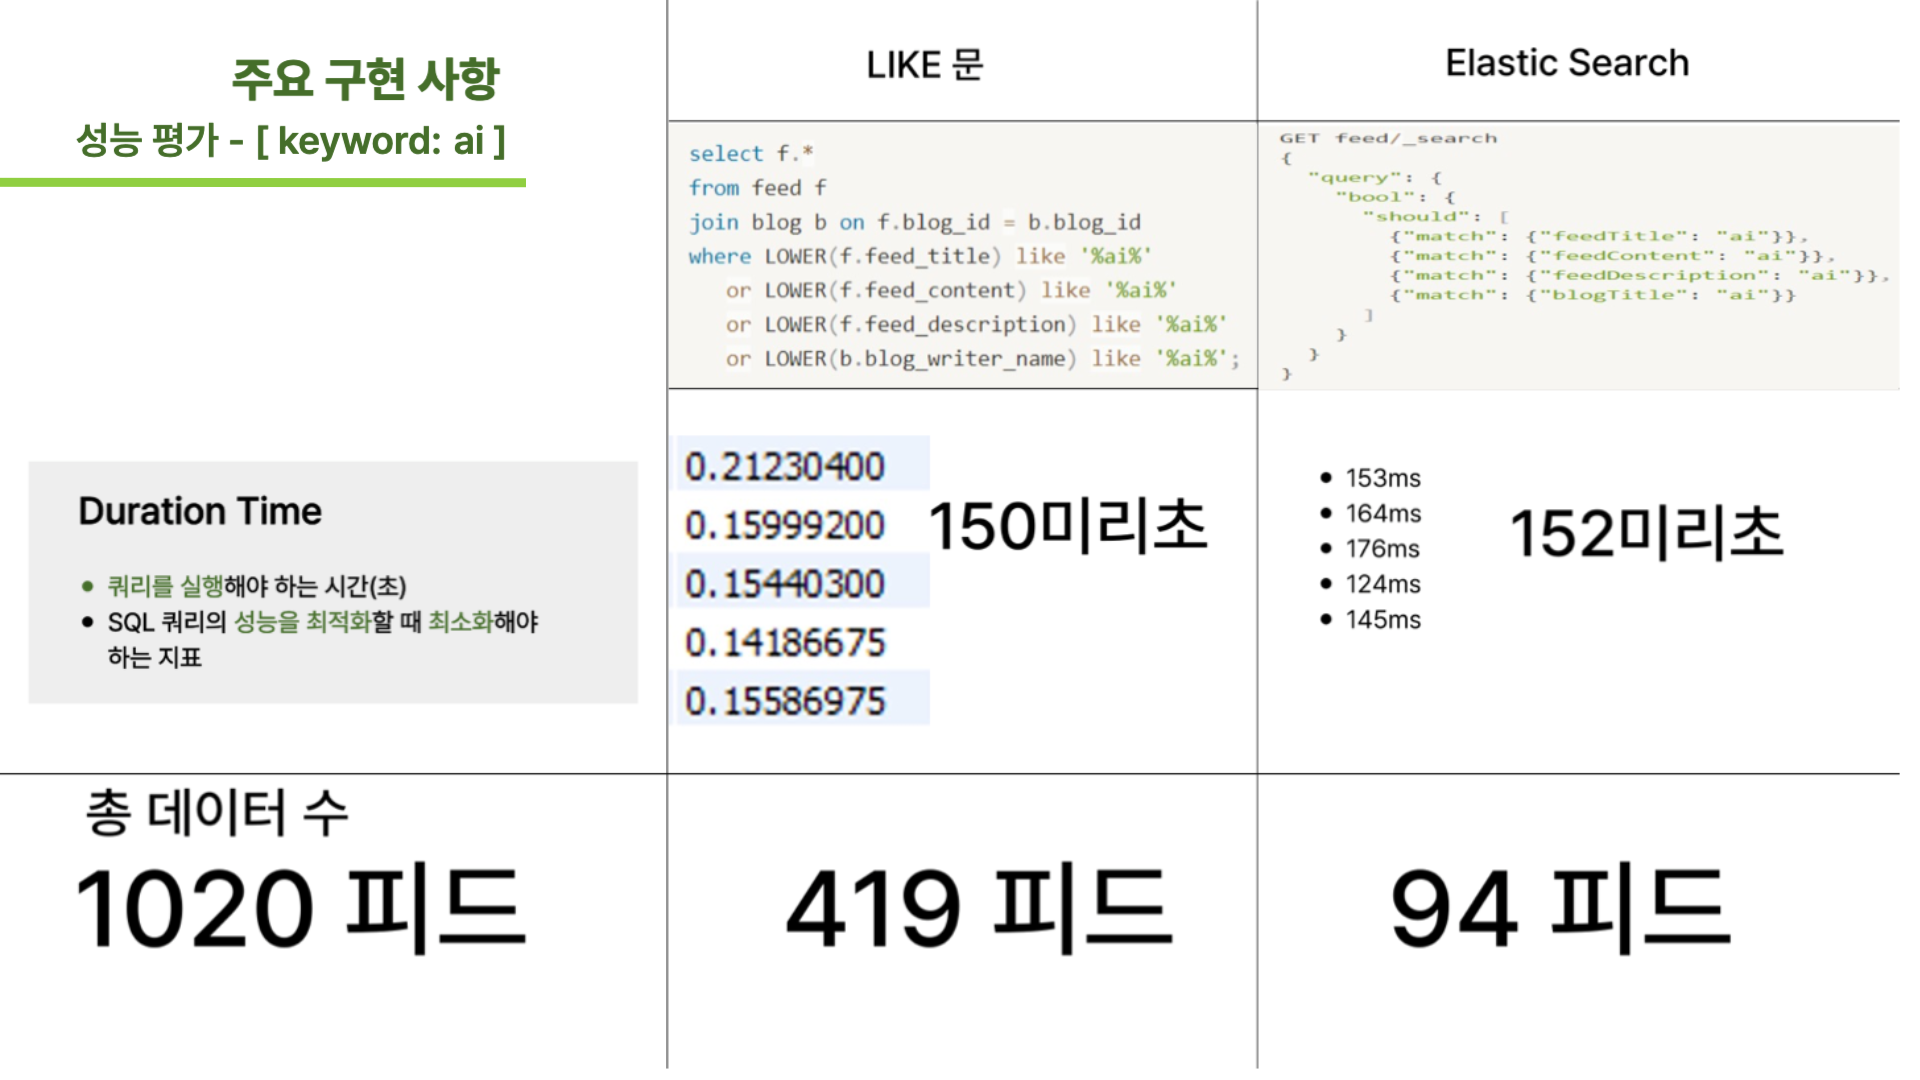 주요 구현 사항
성능 평가 - [ keyword: ai ]
LIKE 문
Elastic Search
select f.*
from feed f
join blog b on f.blog_id = b.blog_id
where LOWER(f.feed_title) like '%ai%'
or LOWER(f.feed_content) like '%ai%'
or LOWER(f.feed_description) like '%ai%'
or LOWER(b.blog_writer_name) like '%ai%';
GET feed/_search
{
"query": {
"bool": {
"should": [
{"match": {"feedTitle": "ai"}},
{"match": {"feedContent": "ai"}},
{"match": {"feedDescription": "ai"}},
{"match": {"blogTitle": "ai"}}
]
}
}
}
Duration Time
• 쿼리를 실행해야 하는 시간(초)
• SQL 쿼리의 성능을 최적화할 때 최소화해야
하는 지표
0.21230400
0.15999200
0.15440300
0.14186675
0.15586975
150미리초
• 153ms
• 164ms
• 176ms
• 124ms
• 145ms
152미리초
총 데이터 수
1020 피드
419 피드
94 피드